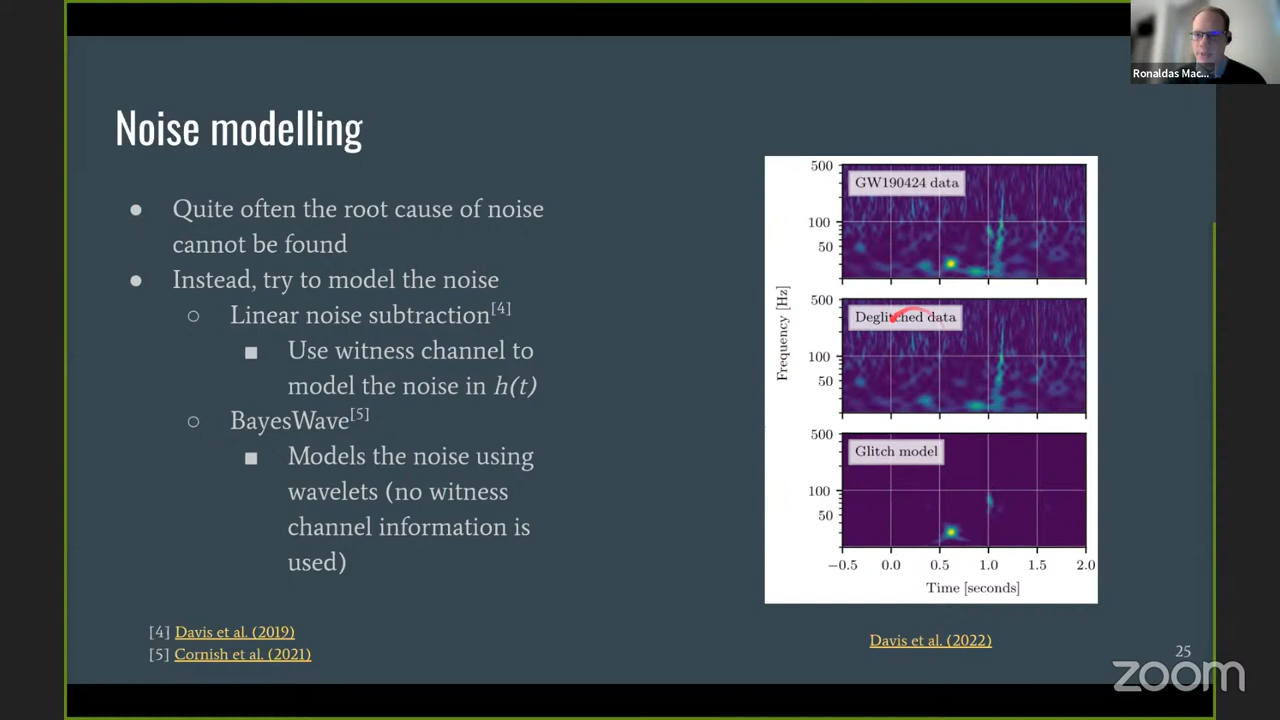 Ronaldas Mac...
Noise modelling
● Quite often the root cause of noise
cannot be found
● Instead, try to model the noise
○ Linear noise subtraction[4]
■ Use witness channel to
model the noise in h(t)
○ BayesWave[5]
■ Models the noise using
wavelets (no witness
channel information is
used)
[4] Davis et al. (2019)
[5] Cornish et al. (2021)
Frequency [Hz]
500
100
50
GW190424 data
500
100
50
Deglitched data
500
100
50
Glitch model
−0.5 0.0 0.5 1.0 1.5 2.0
Time [seconds]
Davis et al. (2022)
25
zoom